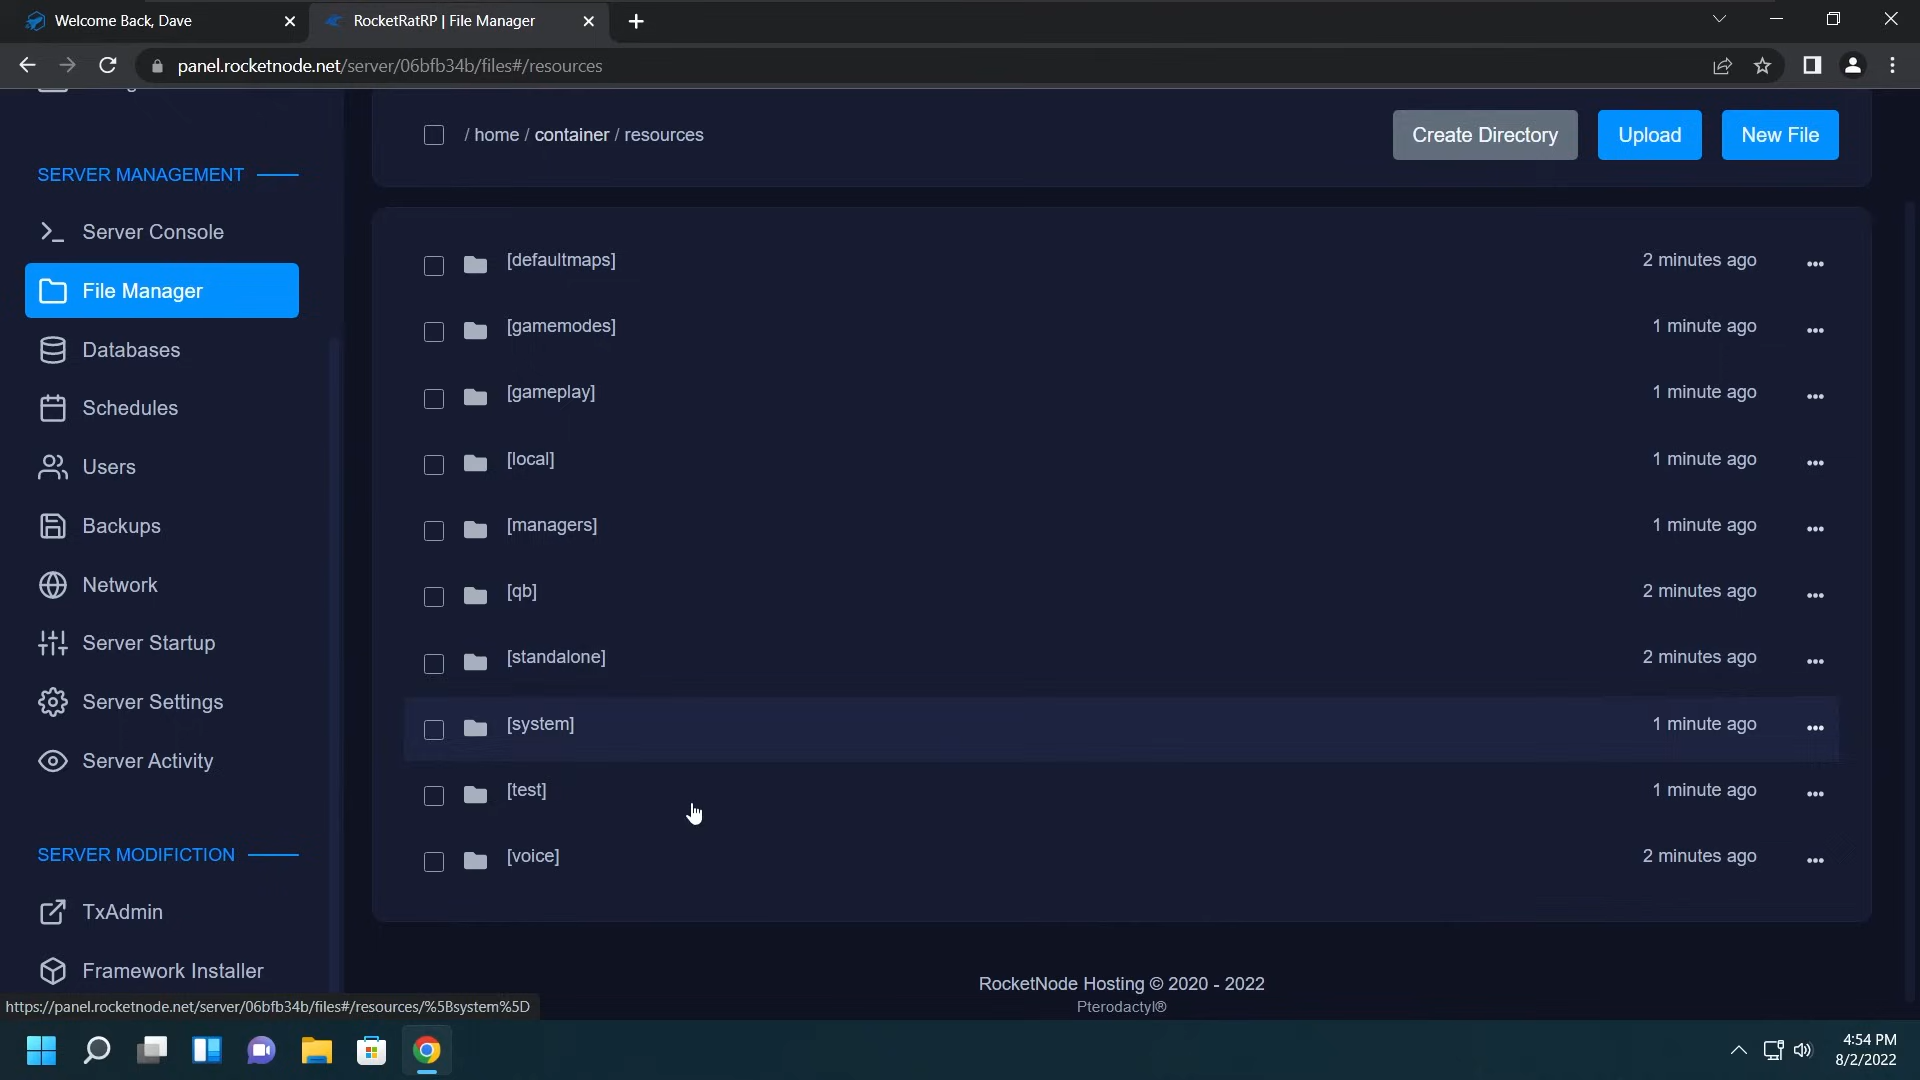 Welcome Back, Dave
RocketRatRP | File Manager
panel.rocketnode.net/server/06bfb34b/files#/resources
/ home / container / resources
Create Directory
Upload
New File
SERVER MANAGEMENT
Server Console
File Manager
Databases
Schedules
Users
Backups
Network
Server Startup
Server Settings
Server Activity
SERVER MODIFICTION
TxAdmin
Framework Installer
[defaultmaps] 2 minutes ago
[gamemodes] 1 minute ago
[gameplay] 1 minute ago
[local] 1 minute ago
[managers] 1 minute ago
[qb] 2 minutes ago
[standalone] 2 minutes ago
[system] 1 minute ago
[test] 1 minute ago
[voice] 2 minutes ago
RocketNode Hosting © 2020 - 2022
Pterodactyl®
https://panel.rocketnode.net/server/06bfb34b/files#/resources/%5Bsystem%5D
4:54 PM
8/2/2022